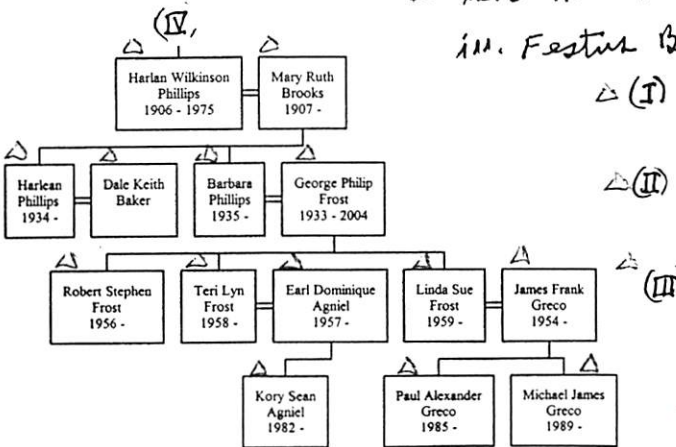 (IV,
in. Festus B
Harlan Wilkinson
Phillips
1906 - 1975
Mary Ruth
Brooks
1907 -
(I)
Harlean
Phillips
1934 -
Dale Keith
Baker
Barbara
Phillips
1935 -
George Philip
Frost
1933 - 2004
(II)
Robert Stephen
Frost
1956 -
Teri Lyn
Frost
1958 -
Earl Dominique
Agniel
1957 -
Linda Sue
Frost
1959 -
James Frank
Greco
1954 -
(III
Kory Sean
Agniel
1982 -
Paul Alexander
Greco
1985 -
Michael James
Greco
1989 -